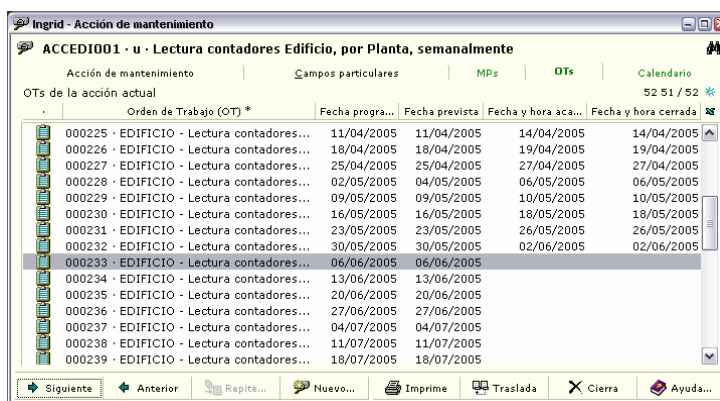 Ingrid - Acción de mantenimiento
ACCEDI001 · u · Lectura contadores Edificio, por Planta, semanalmente
Acción de mantenimiento Campos particulares MPs OTs Calendario
OTs de la acción actual 52 51 / 52
· Orden de Trabajo (OT) * Fecha progra... Fecha prevista Fecha y hora aca... Fecha y hora cerrada
000225 · EDIFICIO - Lectura contadores... 11/04/2005 11/04/2005 14/04/2005 14/04/2005
000226 · EDIFICIO - Lectura contadores... 18/04/2005 18/04/2005 19/04/2005 19/04/2005
000227 · EDIFICIO - Lectura contadores... 25/04/2005 25/04/2005 27/04/2005 27/04/2005
000228 · EDIFICIO - Lectura contadores... 02/05/2005 04/05/2005 06/05/2005 06/05/2005
000229 · EDIFICIO - Lectura contadores... 09/05/2005 09/05/2005 10/05/2005 10/05/2005
000230 · EDIFICIO - Lectura contadores... 16/05/2005 16/05/2005 18/05/2005 18/05/2005
000231 · EDIFICIO - Lectura contadores... 23/05/2005 23/05/2005 26/05/2005 26/05/2005
000232 · EDIFICIO - Lectura contadores... 30/05/2005 30/05/2005 02/06/2005 02/06/2005
000233 · EDIFICIO - Lectura contadores... 06/06/2005 06/06/2005
000234 · EDIFICIO - Lectura contadores... 13/06/2005 13/06/2005
000235 · EDIFICIO - Lectura contadores... 20/06/2005 20/06/2005
000236 · EDIFICIO - Lectura contadores... 27/06/2005 27/06/2005
000237 · EDIFICIO - Lectura contadores... 04/07/2005 04/07/2005
000238 · EDIFICIO - Lectura contadores... 11/07/2005 11/07/2005
000239 · EDIFICIO - Lectura contadores... 18/07/2005 18/07/2005
Siguiente Anterior Repite... Nuevo... Imprime Traslada Cierra Ayuda...